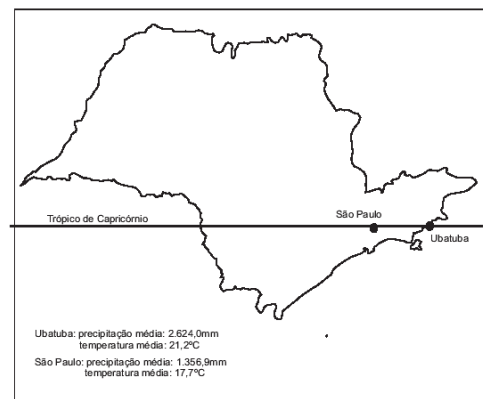 São Paulo
Trópico de Capricórnio
Ubatuba
Ubatuba: precipitação média: 2.624,0mm
temperatura média: 21,2ºC
São Paulo: precipitação média: 1.356,9mm
temperatura média: 17,7ºC